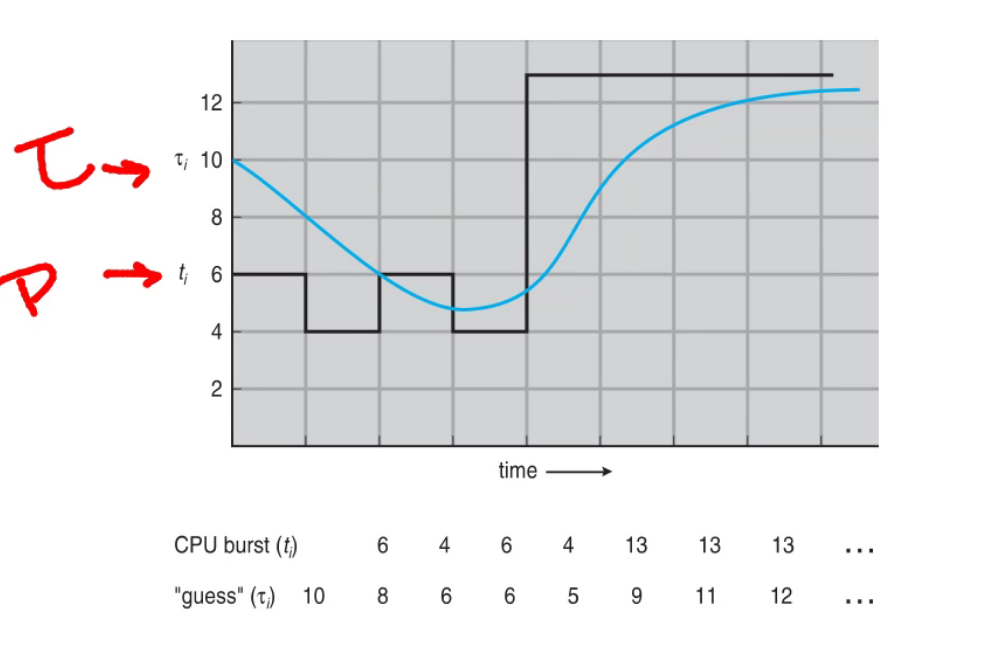 12
τ → τi 10
8
P → ti 6
4
2
time →
CPU burst (ti) 6 4 6 4 13 13 13 ...
"guess" (τi) 10 8 6 6 5 9 11 12 ...